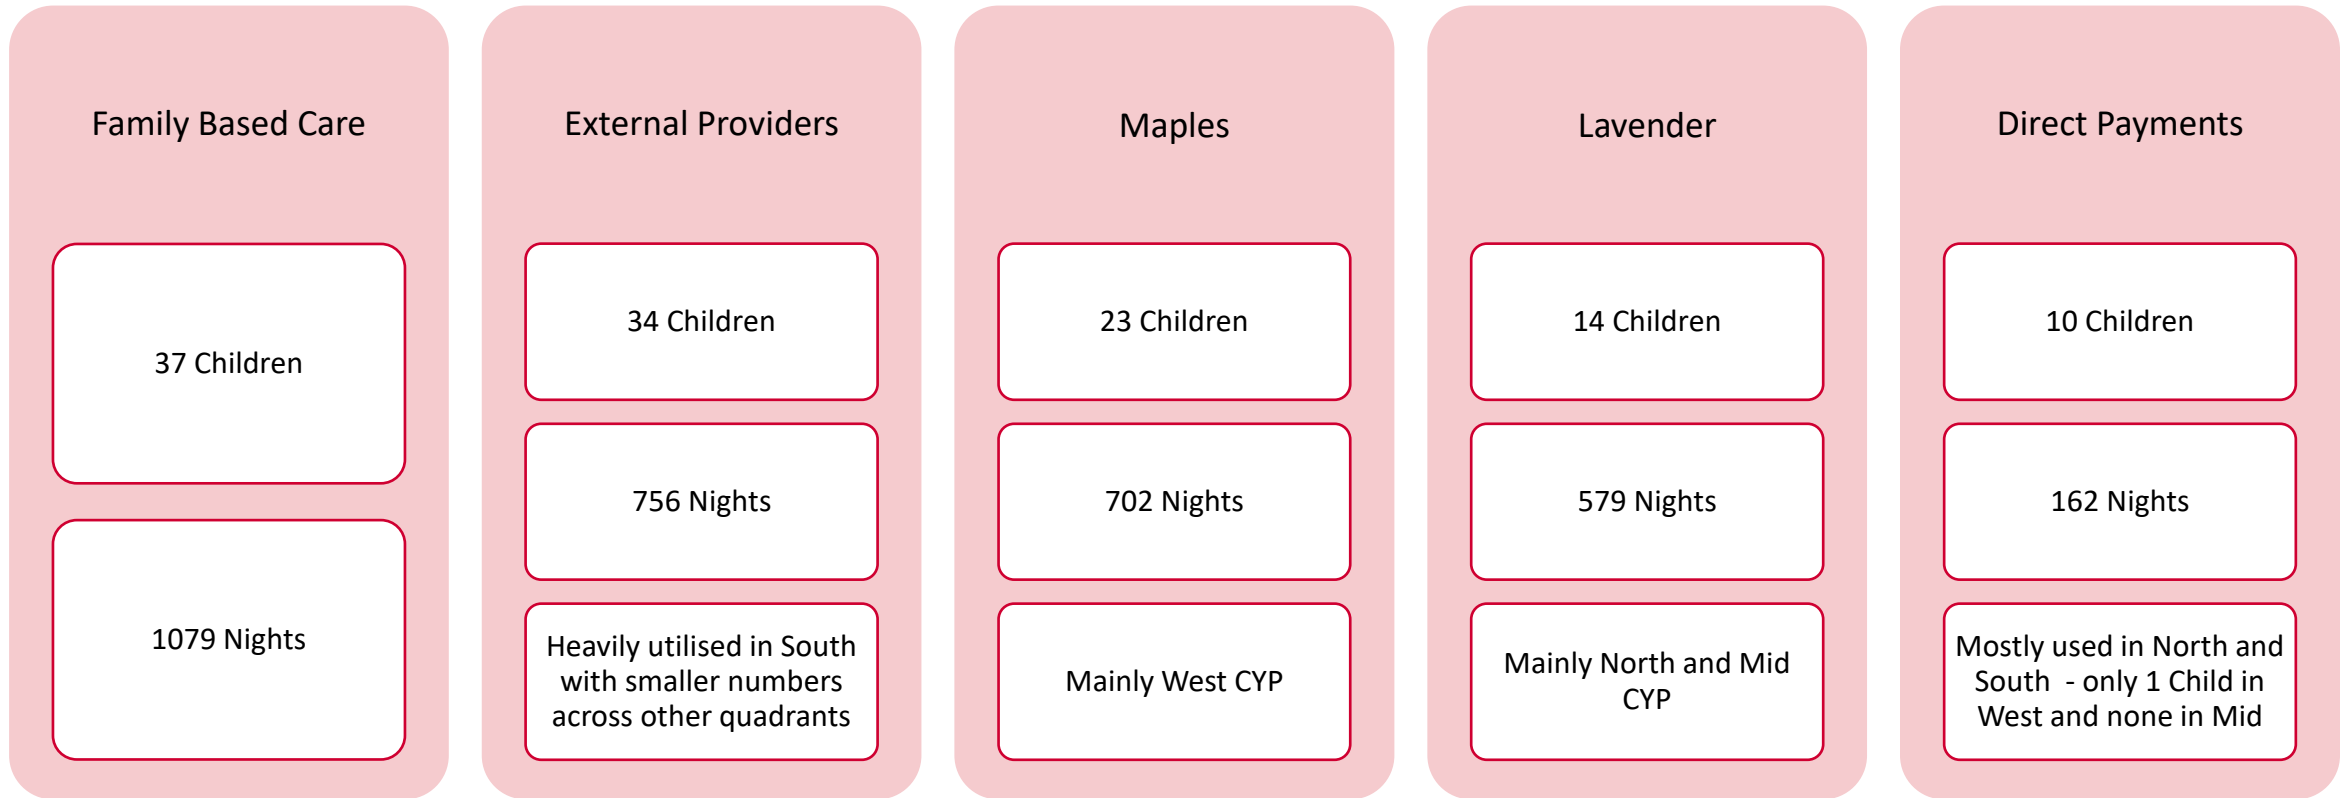 Family Based Care
37 Children
1079 Nights
External Providers
34 Children
756 Nights
Heavily utilised in South
with smaller numbers
across other quadrants
Maples
23 Children
702 Nights
Mainly West CYP
Lavender
14 Children
579 Nights
Mainly North and Mid
CYP
Direct Payments
10 Children
162 Nights
Mostly used in North and
South  - only 1 Child in
West and none in Mid